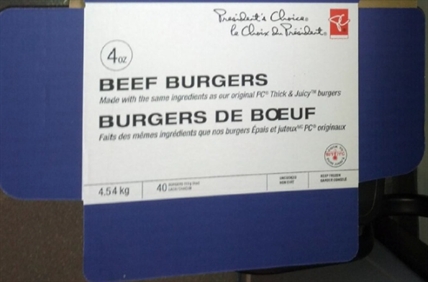 President's Choice
le Choix du Président
PC
4oz
BEEF BURGERS
Made with the same ingredients as our original PC® Thick & Juicy™ burgers
BURGERS DE BŒUF
Faits des mêmes ingrédients que nos burgers Épais et juteux PC® originaux
4.54 kg
40